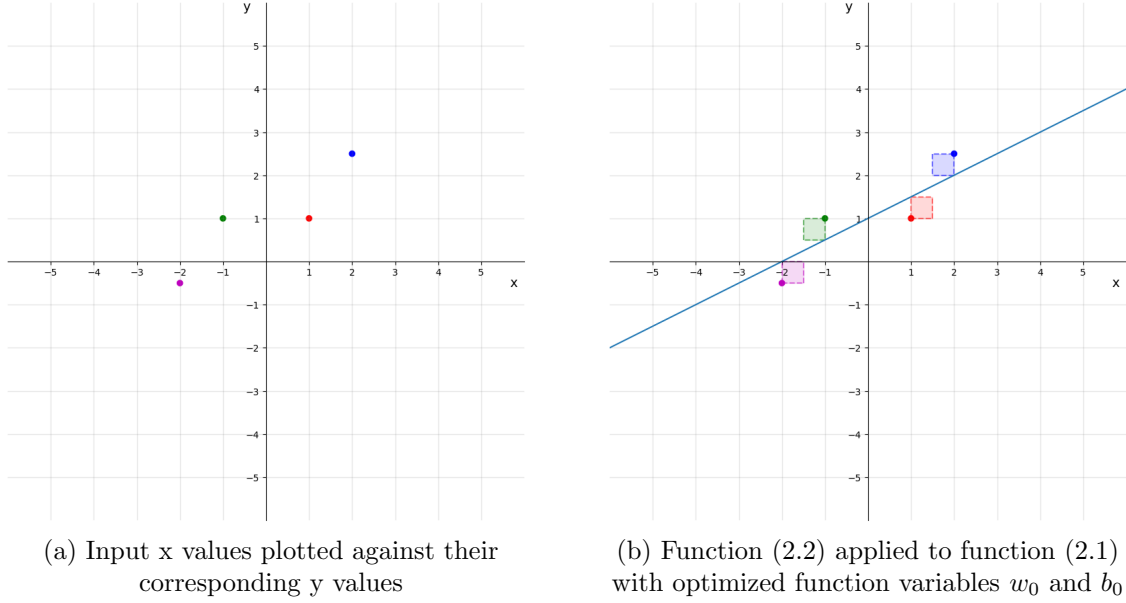 y
5
4
3
2
1
−5 −4 −3 −2 −1 1 2 3 4 5
x
−1
−2
−3
−4
−5
(a) Input x values plotted against their
corresponding y values
y
5
4
3
2
1
−5 −4 −3 −2 −1 1 2 3 4 5
x
−1
−2
−3
−4
−5
(b) Function (2.2) applied to function (2.1)
with optimized function variables w₀ and b₀